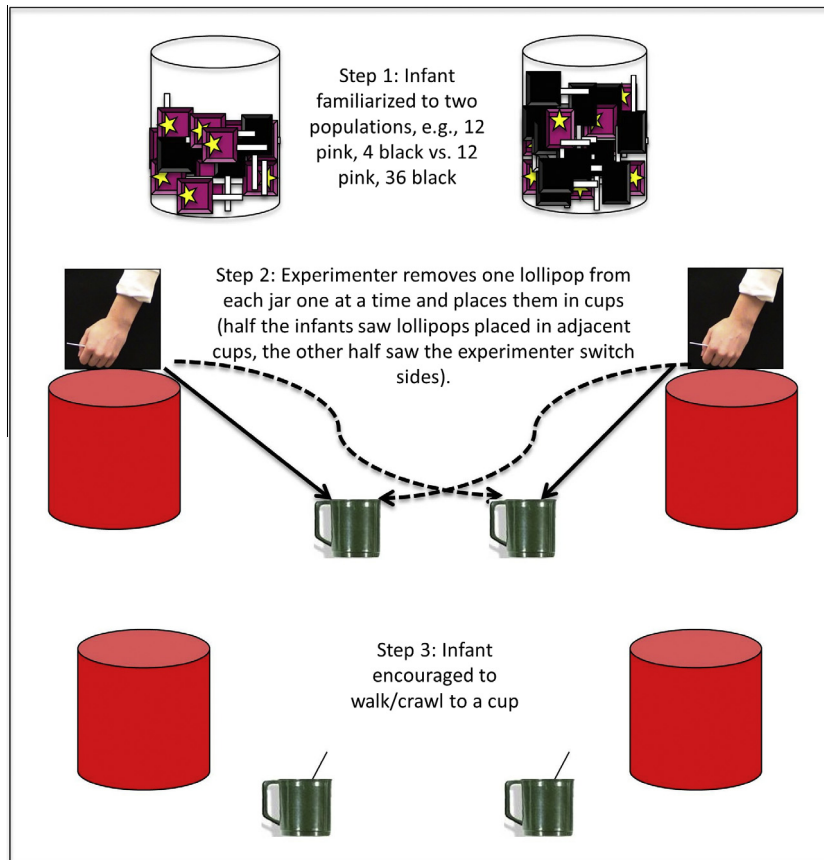 Step 1: Infant
familiarized to two
populations, e.g., 12
pink, 4 black vs. 12
pink, 36 black
Step 2: Experimenter removes one lollipop from
each jar one at a time and places them in cups
(half the infants saw lollipops placed in adjacent
cups, the other half saw the experimenter switch
sides).
Step 3: Infant
encouraged to
walk/crawl to a cup